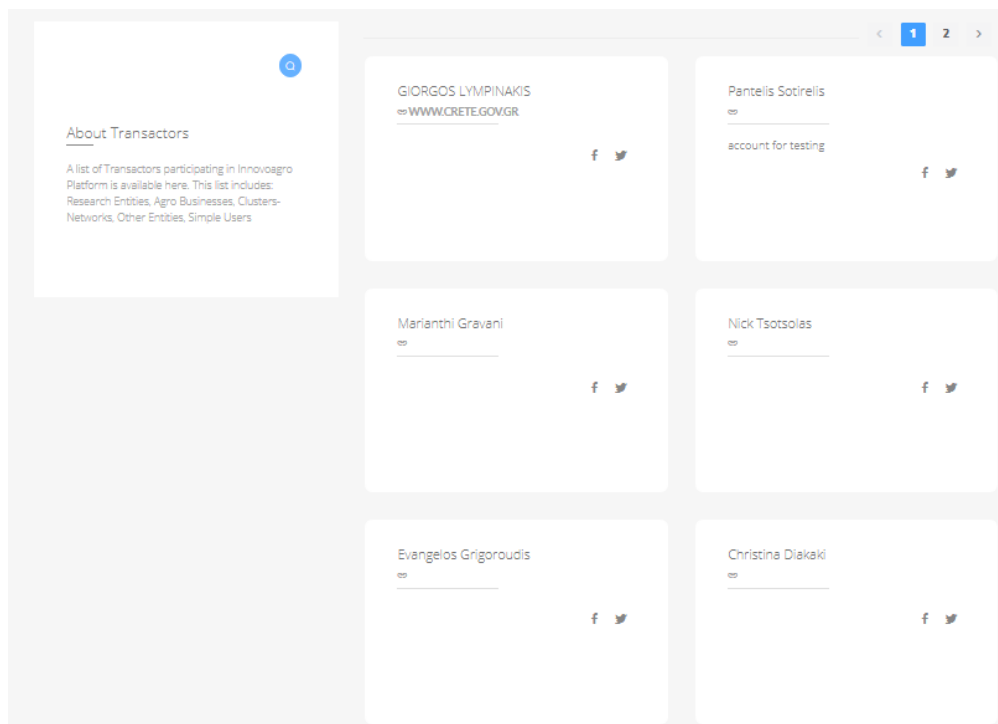 About Transactors
A list of Transactors participating in Innovoagro
Platform is available here. This list includes:
Research Entities, Agro Businesses, Clusters-
Networks, Other Entities, Simple Users
1 2
GIORGOS LYMPINAKIS
WWW.CRETE.GOV.GR
Pantelis Sotirelis
account for testing
Marianthi Gravani
Nick Tsotsolas
Evangelos Grigoroudis
Christina Diakaki